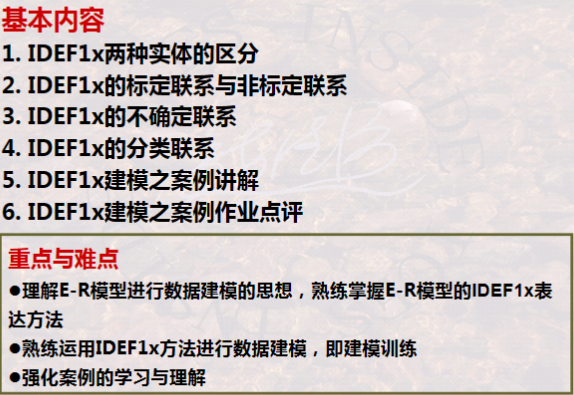 基本内容
1. IDEF1x两种实体的区分
2. IDEF1x的标定联系与非标定联系
3. IDEF1x的不确定联系
4. IDEF1x的分类联系
5. IDEF1x建模之案例讲解
6. IDEF1x建模之案例作业点评
重点与难点
●理解E-R模型进行数据建模的思想，熟练掌握E-R模型的IDEF1x表
达方法
●熟练运用IDEF1x方法进行数据建模，即建模训练
●强化案例的学习与理解